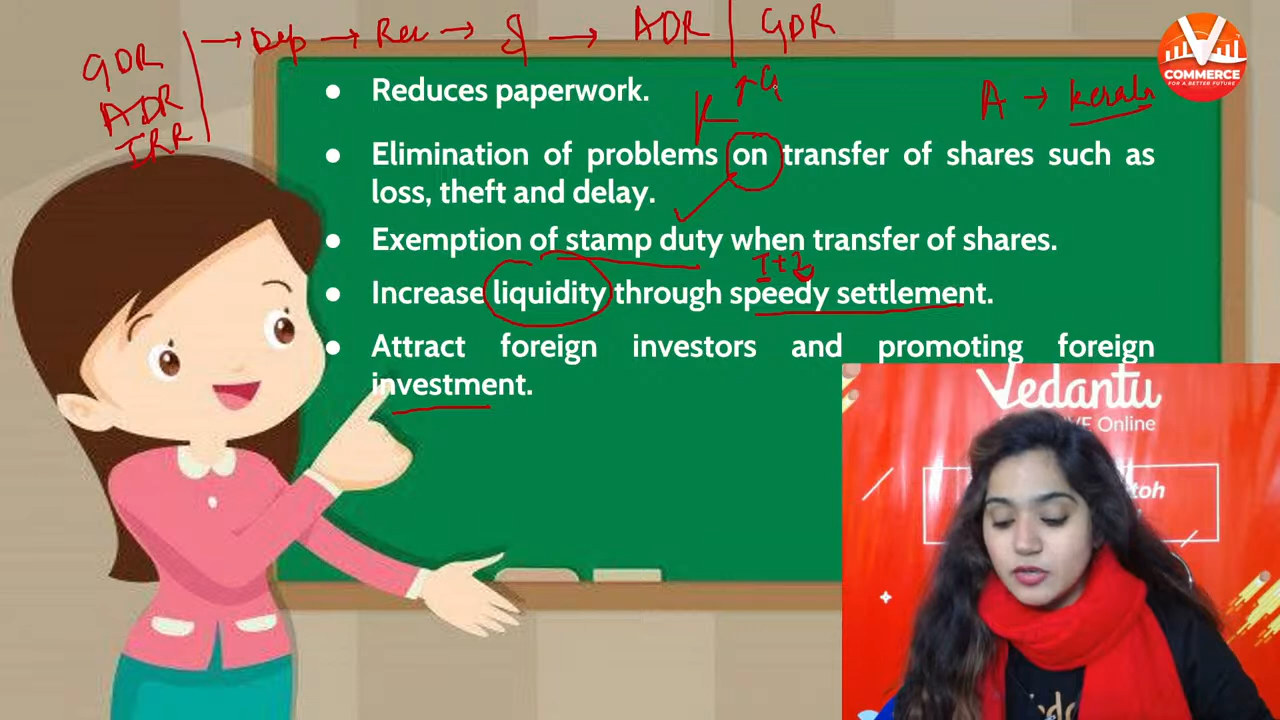 → Dep → Rec → → ADR | GDR
GDR
ADR
IRR
COMMERCE
FOR A BETTER FUTURE
A → Kerala
• Reduces paperwork.
K
• Elimination of problems on transfer of shares such as
loss, theft and delay.
• Exemption of stamp duty when transfer of shares.
T+2
• Increase liquidity through speedy settlement.
• Attract foreign investors and promoting foreign
investment.
Vedantu
Online
toh